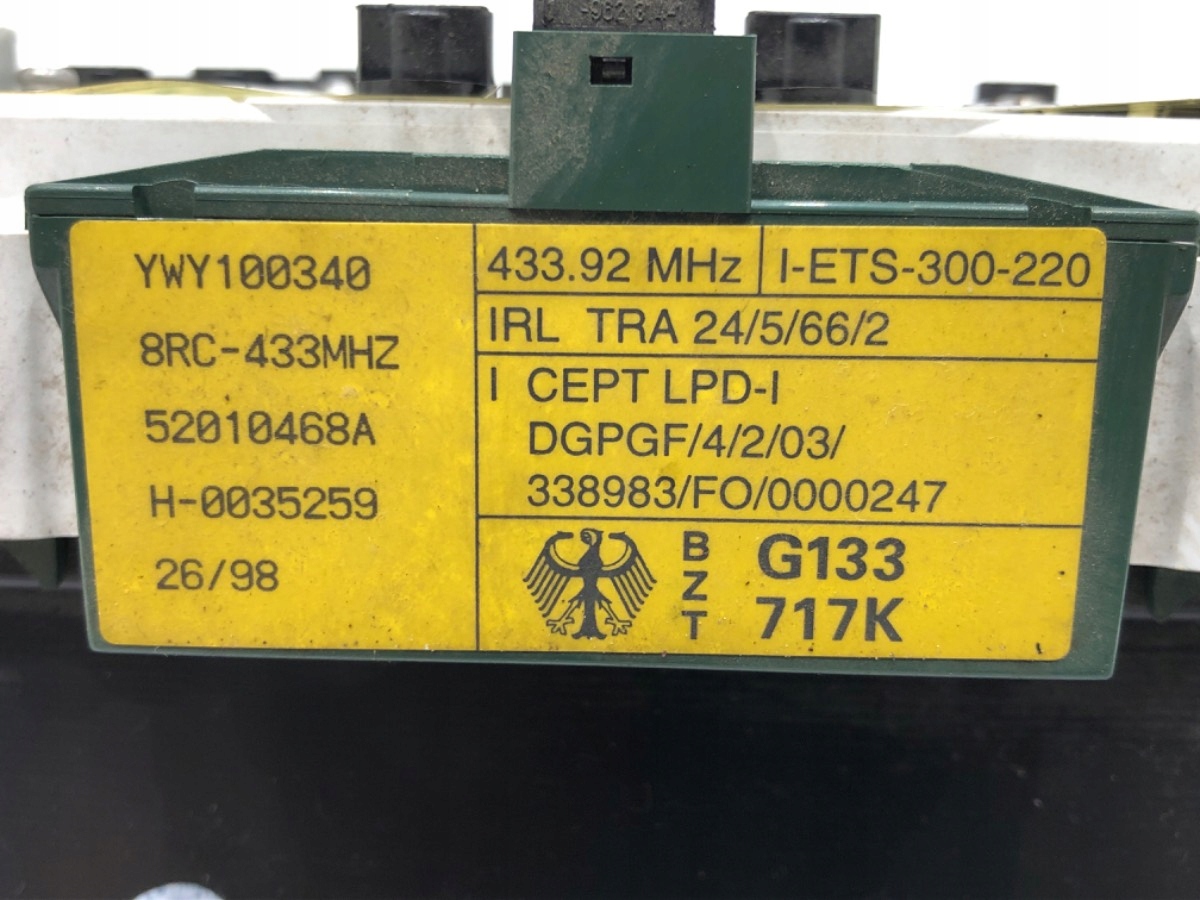 YWY100340
8RC-433MHZ
52010468A
H-0035259
26/98
433.92 MHz
I-ETS-300-220
IRL TRA 24/5/66/2
I CEPT LPD-I
DGPGF/4/2/03/
338983/FO/0000247
BZT
G133
717K